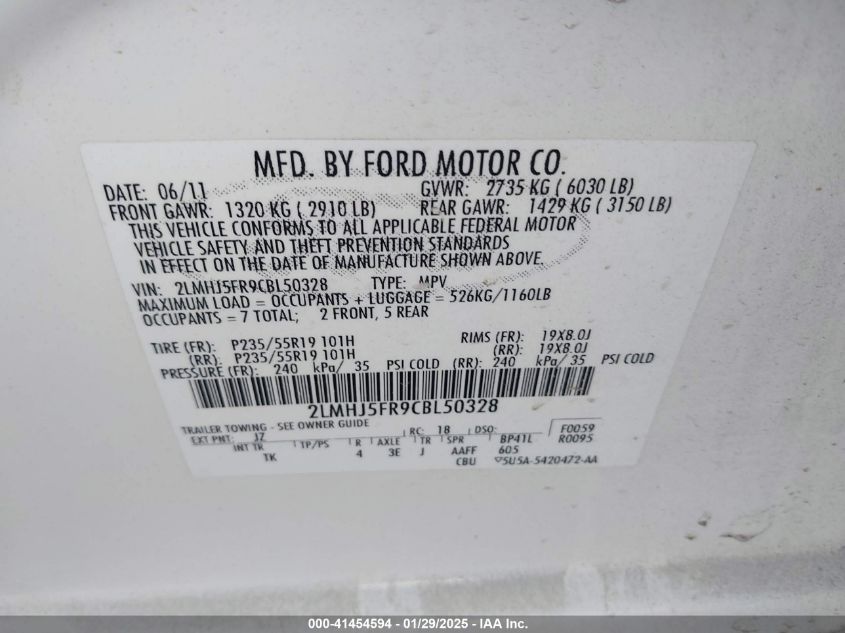 MFD. BY FORD MOTOR CO.
DATE: 06/11 GVWR: 2735 KG ( 6030 LB)
FRONT GAWR: 1320 KG ( 2910 LB) REAR GAWR: 1429 KG ( 3150 LB)
THIS VEHICLE CONFORMS TO ALL APPLICABLE FEDERAL MOTOR
VEHICLE SAFETY AND THEFT PREVENTION STANDARDS
IN EFFECT ON THE DATE OF MANUFACTURE SHOWN ABOVE.
VIN: 2LMHJ5FR9CBL50328 TYPE: MPV
MAXIMUM LOAD = OCCUPANTS + LUGGAGE = 526KG/1160LB
OCCUPANTS = 7 TOTAL; 2 FRONT, 5 REAR
TIRE (FR): P235/55R19 101H RIMS (FR): 19X8.0J
(RR): P235/55R19 101H (RR): 19X8.0J
PRESSURE (FR): 240 kPa/ 35 PSI COLD (RR): 240 kPa/ 35 PSI COLD
2LMHJ5FR9CBL50328
TRAILER TOWING - SEE OWNER GUIDE
EXT PNT: JZ RC: 18 DSO: F0059
INT TR TP/PS R AXLE TR SPR BP41L R0095
TK 4 3E J AAFF 605
CBU 5U5A-5420472-AA
000-41454594 - 01/29/2025 - IAA Inc.